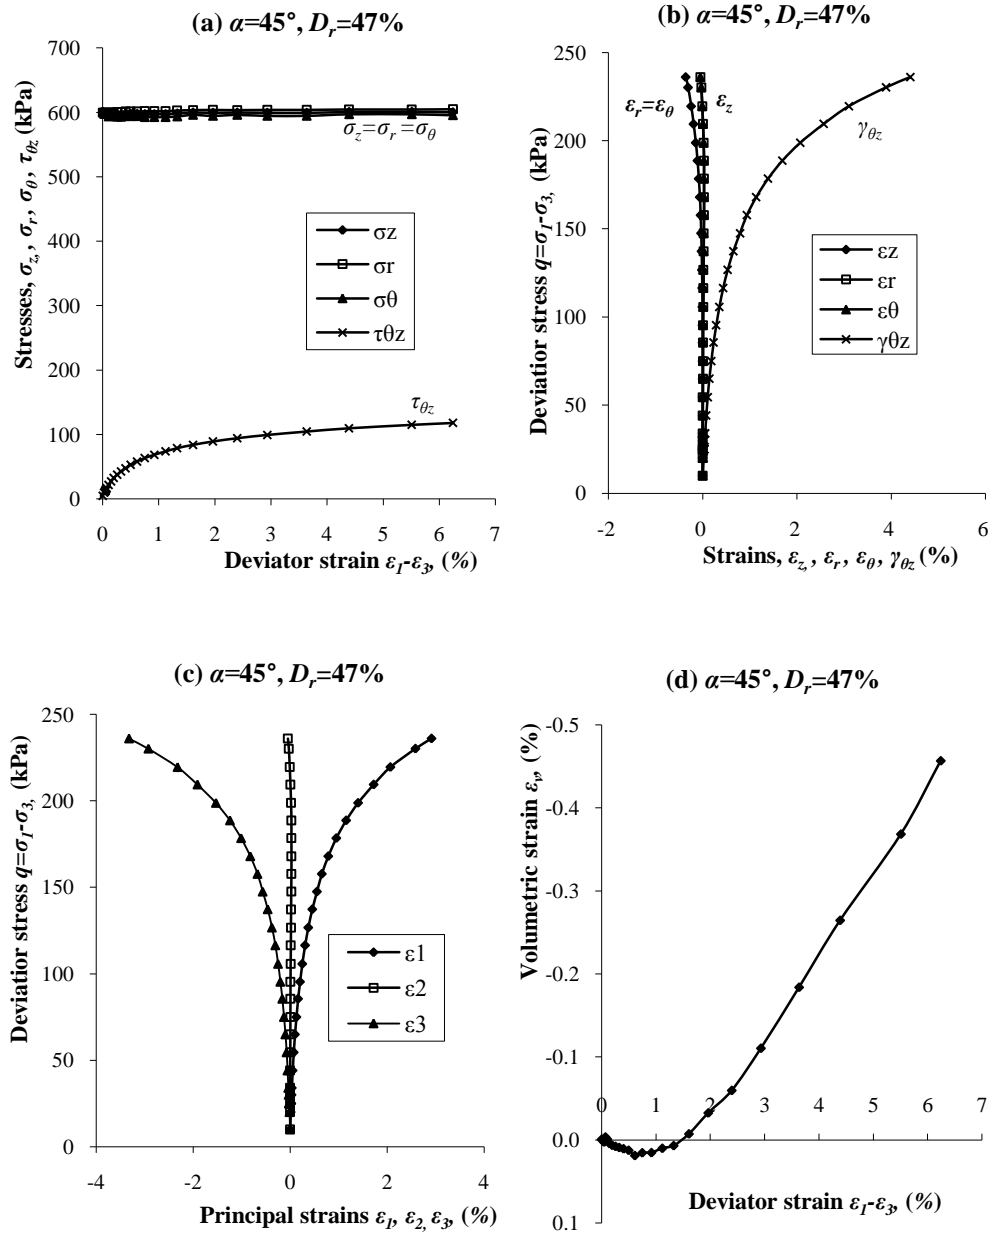 (a) α=45°, Dr=47%
700
600
500
400
300
200
100
0
Stresses, σz, σr, σθ, τθz (kPa)
σz=σr =σθ
σz
σr
σθ
τθz
τθz
0 1 2 3 4 5 6 7
Deviator strain ε1-ε3, (%)
(b) α=45°, Dr=47%
250
200
150
100
50
0
Deviatior stress q=σ1-σ3, (kPa)
εr=εθ
εz
γθz
εz
εr
εθ
γθz
-2 0 2 4 6
Strains, εz, , εr, εθ, γθz (%)
(c) α=45°, Dr=47%
250
200
150
100
50
0
Deviatior stress q=σ1-σ3, (kPa)
ε1
ε2
ε3
-4 -2 0 2 4
Principal strains ε1, ε2, ε3, (%)
(d) α=45°, Dr=47%
-0.5
-0.4
-0.3
-0.2
-0.1
0.0
0.1
Volumetric strain εv, (%)
0 1 2 3 4 5 6 7
Deviator strain ε1-ε3, (%)